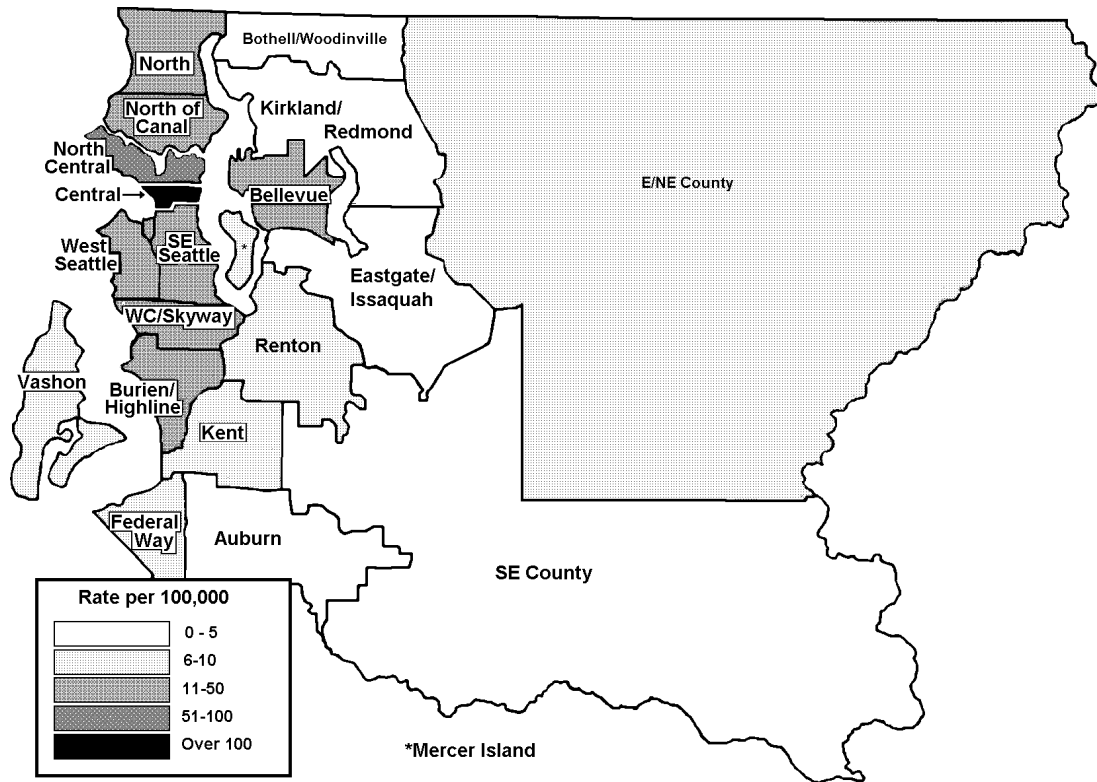 Bothell/Woodinville
North
North of
Canal
Kirkland/
Redmond
North
Central
Central
Bellevue
E/NE County
West
Seattle
SE
Seattle
*
Eastgate/
Issaquah
WC/Skyway
Renton
Vashon
Burien/
Highline
Kent
Federal
Way
Auburn
SE County
Rate per 100,000
0 - 5
6-10
11-50
51-100
Over 100
*Mercer Island